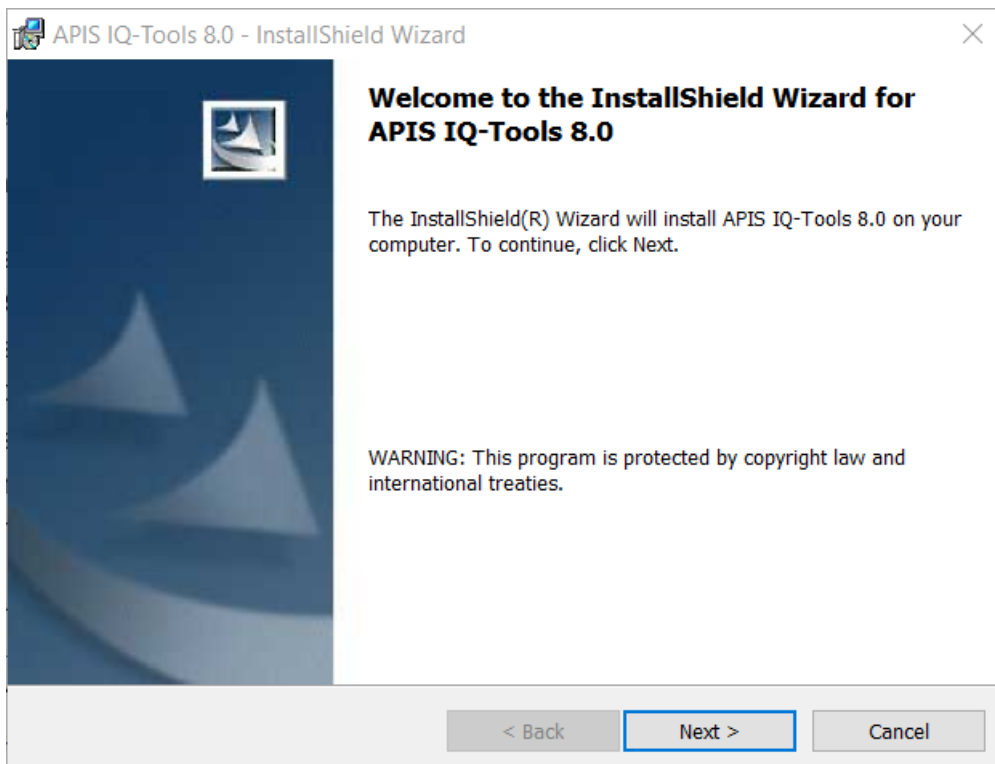 APIS IQ-Tools 8.0 - InstallShield Wizard
Welcome to the InstallShield Wizard for
APIS IQ-Tools 8.0
The InstallShield(R) Wizard will install APIS IQ-Tools 8.0 on your
computer. To continue, click Next.
WARNING: This program is protected by copyright law and
international treaties.
< Back
Next >
Cancel